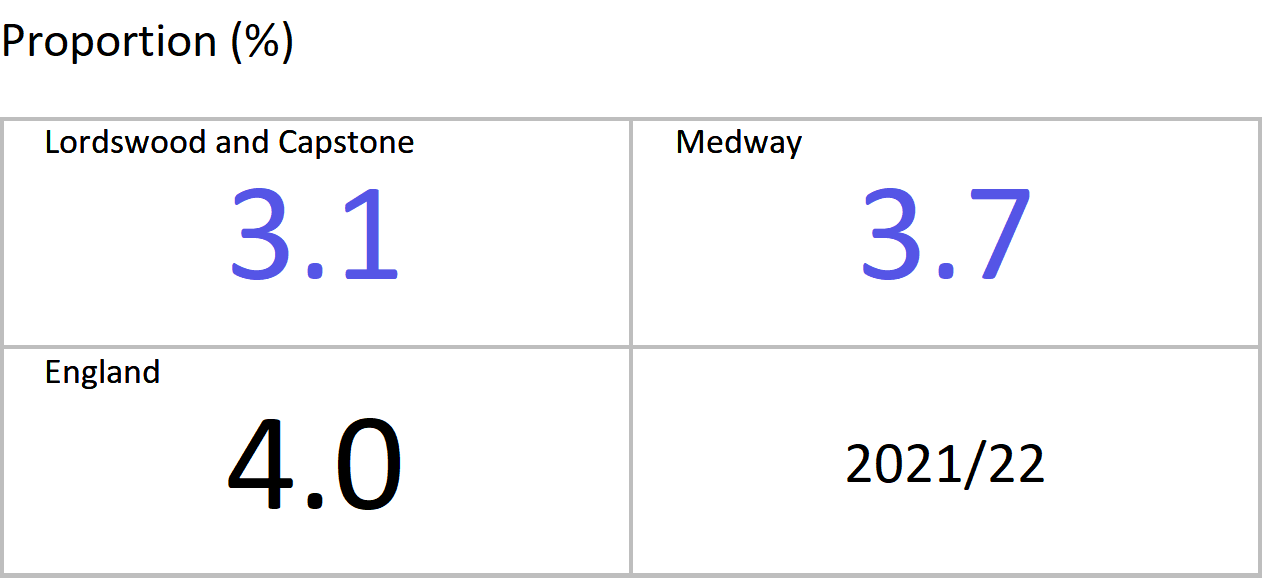 Proportion (%)
Lordswood and Capstone
3.1
Medway
3.7
England
4.0
2021/22